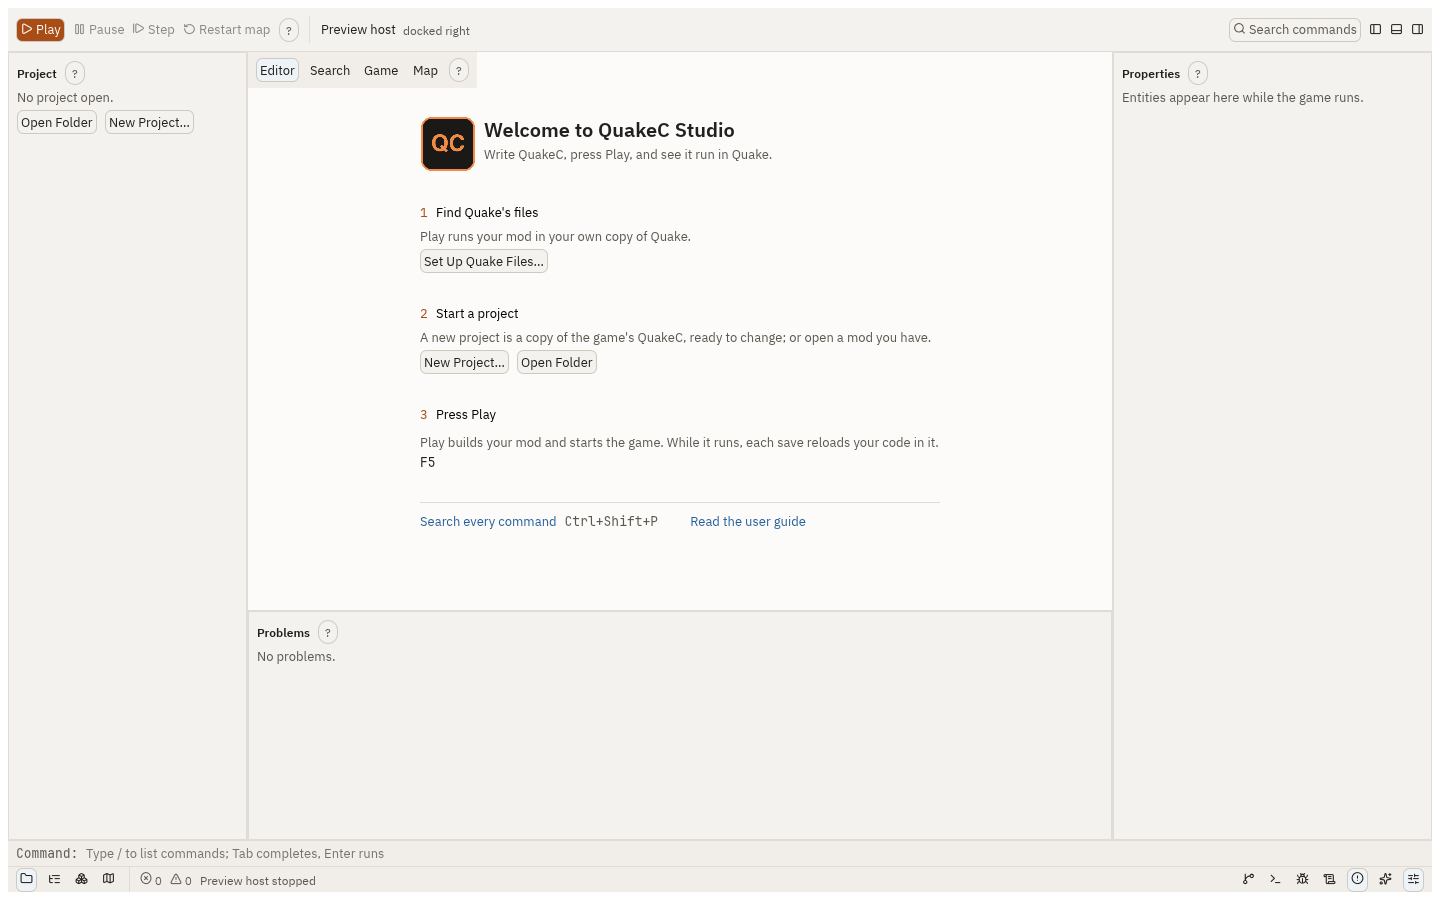 Play Pause Step Restart map ? Preview host docked right Search commands
Project ?
No project open.
Open Folder New Project...
Editor Search Game Map ?
QC
Welcome to QuakeC Studio
Write QuakeC, press Play, and see it run in Quake.
1 Find Quake's files
Play runs your mod in your own copy of Quake.
Set Up Quake Files...
2 Start a project
A new project is a copy of the game's QuakeC, ready to change; or open a mod you have.
New Project... Open Folder
3 Press Play
Play builds your mod and starts the game. While it runs, each save reloads your code in it.
F5
Search every command Ctrl+Shift+P Read the user guide
Properties ?
Entities appear here while the game runs.
Problems ?
No problems.
Command: Type / to list commands; Tab completes, Enter runs
0 0 Preview host stopped